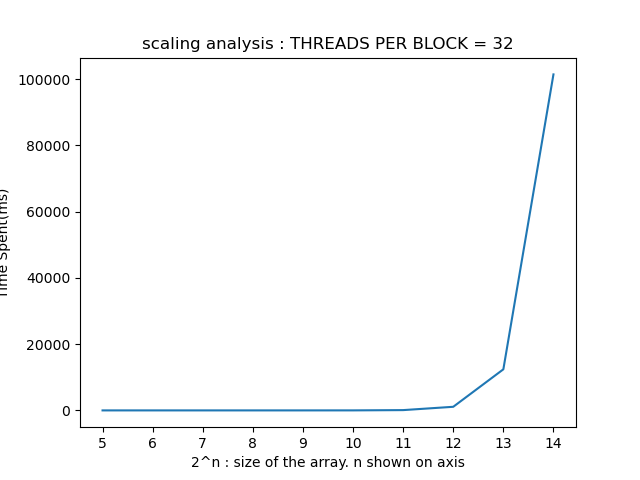 scaling analysis : THREADS PER BLOCK = 32
100000
80000
60000
40000
20000
0
Time Spent(ms)
5 6 7 8 9 10 11 12 13 14
2^n : size of the array. n shown on axis